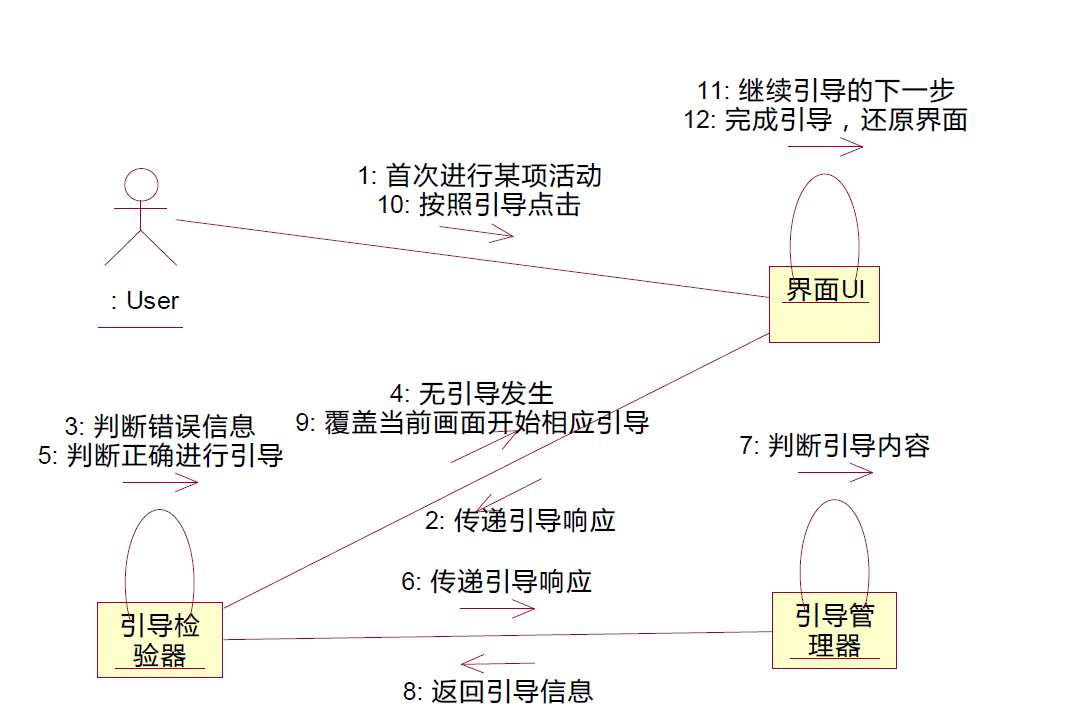 11: 继续引导的下一步
12: 完成引导，还原界面
1: 首次进行某项活动
10: 按照引导点击
: User
界面UI
4: 无引导发生
9: 覆盖当前画面开始相应引导
3: 判断错误信息
5: 判断正确进行引导
7: 判断引导内容
2: 传递引导响应
6: 传递引导响应
引导检
验器
引导管
理器
8: 返回引导信息